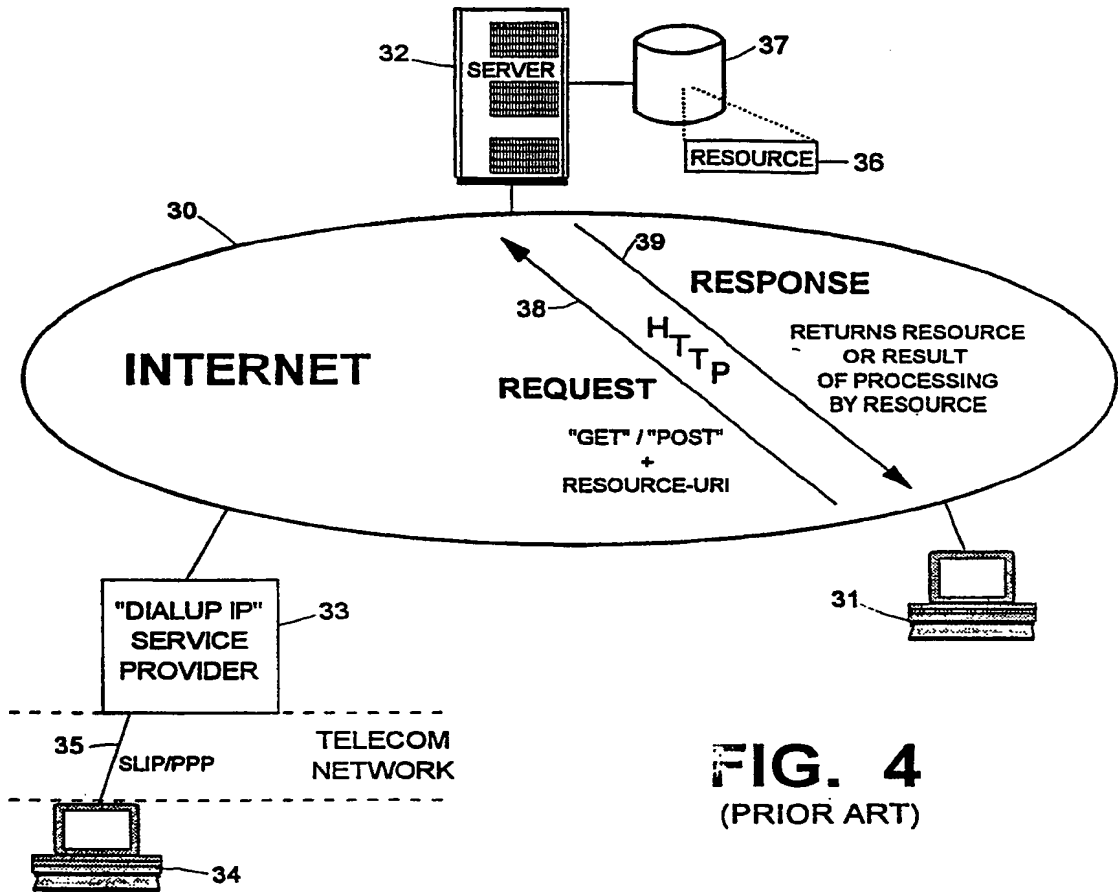 32
SERVER
37
RESOURCE
36
30
39
RESPONSE
38
HTTP
RETURNS RESOURCE
OR RESULT
OF PROCESSING
BY RESOURCE
INTERNET
REQUEST
"GET" / "POST"
+
RESOURCE-URI
"DIALUP IP"
SERVICE
PROVIDER
33
31
35
SLIP/PPP
TELECOM
NETWORK
34
FIG. 4
(PRIOR ART)